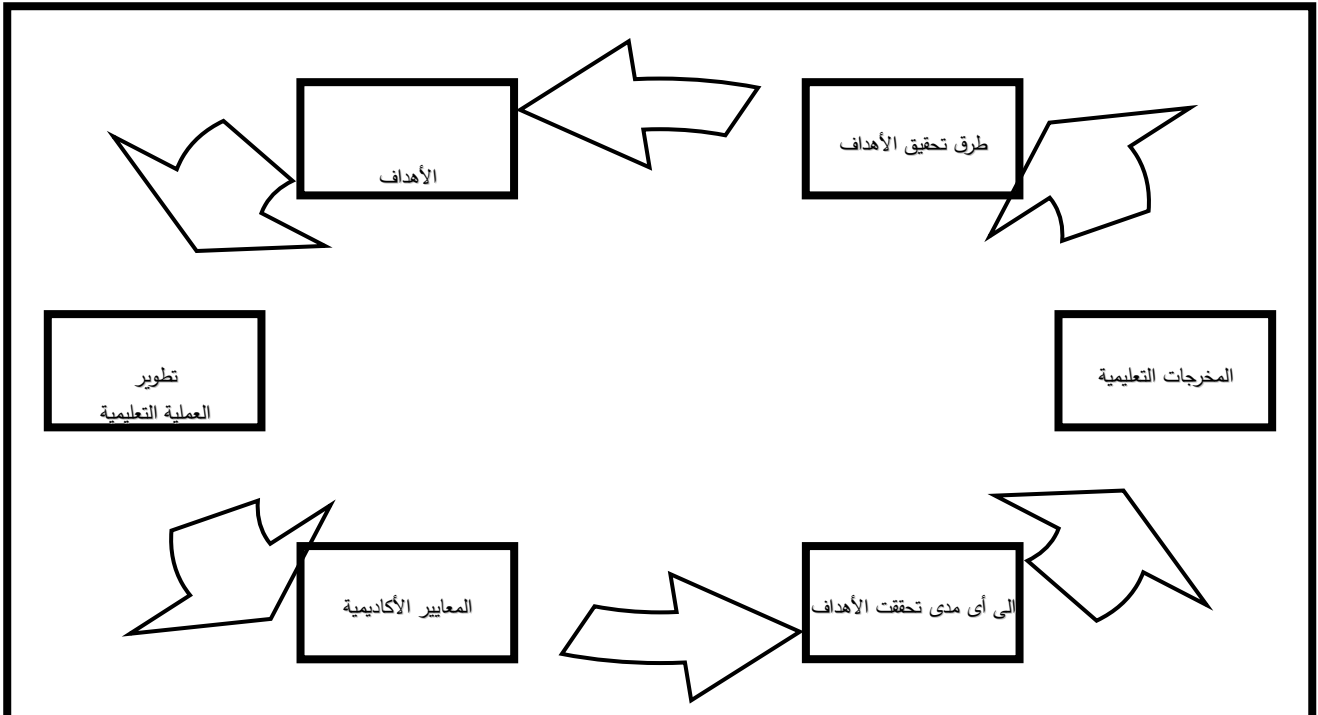 طرق تحقيق الأهداف
الأهداف
المخرجات التعليمية
تطوير
العملية التعليمية
الى أى مدى تحققت الأهداف
المعايير الأكاديمية